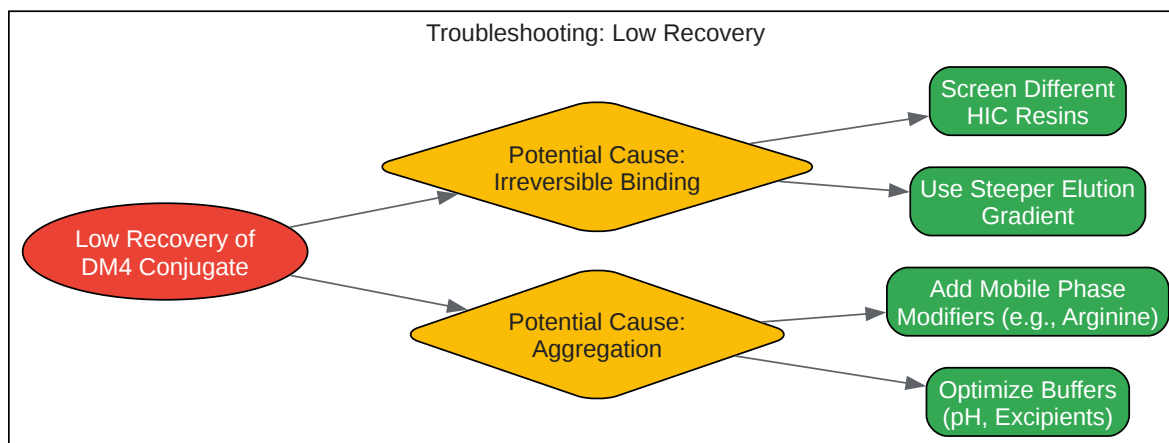 Troubleshooting: Low Recovery
Low Recovery of
DM4 Conjugate
Potential Cause:
Irreversible Binding
Screen Different
HIC Resins
Use Steeper Elution
Gradient
Potential Cause:
Aggregation
Add Mobile Phase
Modifiers (e.g., Arginine)
Optimize Buffers
(pH, Excipients)